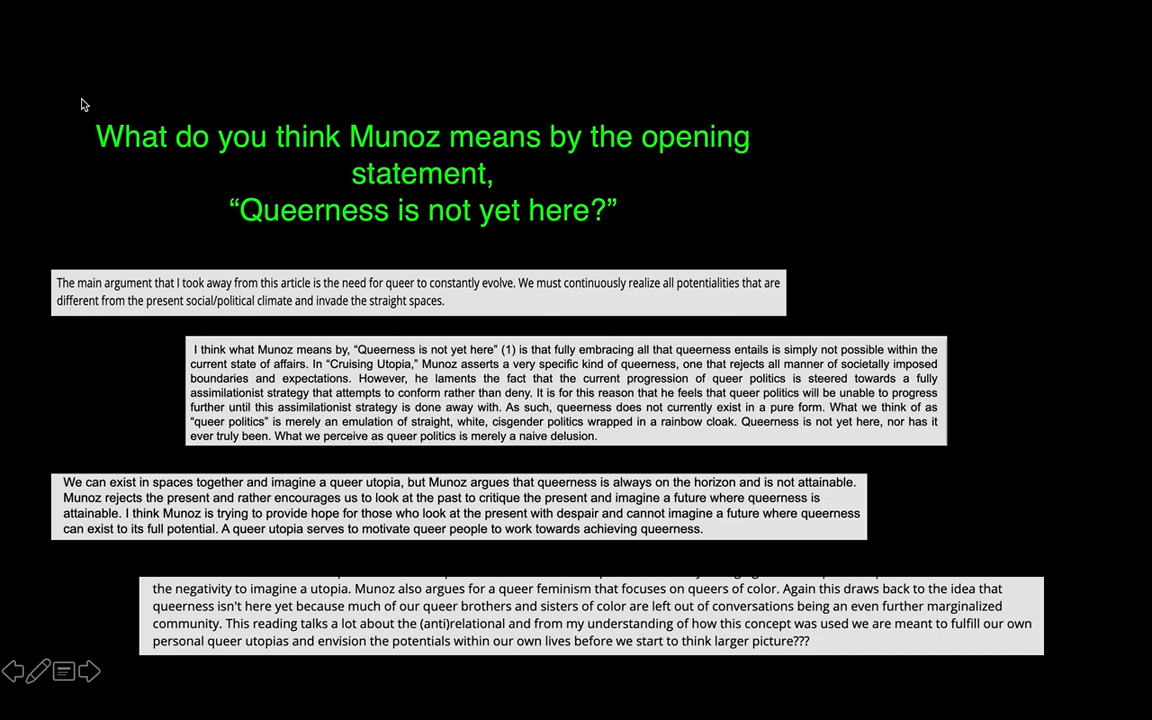 What do you think Munoz means by the opening
statement,
“Queerness is not yet here?”
The main argument that I took away from this article is the need for queer to constantly evolve. We must continuously realize all potentialities that are
different from the present social/political climate and invade the straight spaces.
I think what Munoz means by, “Queerness is not yet here” (1) is that fully embracing all that queerness entails is simply not possible within the
current state of affairs. In “Cruising Utopia,” Munoz asserts a very specific kind of queerness, one that rejects all manner of societally imposed
boundaries and expectations. However, he laments the fact that the current progression of queer politics is steered towards a fully
assimilationist strategy that attempts to conform rather than deny. It is for this reason that he feels that queer politics will be unable to progress
further until this assimilationist strategy is done away with. As such, queerness does not currently exist in a pure form. What we think of as
“queer politics” is merely an emulation of straight, white, cisgender politics wrapped in a rainbow cloak. Queerness is not yet here, nor has it
ever truly been. What we perceive as queer politics is merely a naive delusion.
We can exist in spaces together and imagine a queer utopia, but Munoz argues that queerness is always on the horizon and is not attainable.
Munoz rejects the present and rather encourages us to look at the past to critique the present and imagine a future where queerness is
attainable. I think Munoz is trying to provide hope for those who look at the present with despair and cannot imagine a future where queerness
can exist to its full potential. A queer utopia serves to motivate queer people to work towards achieving queerness.
the negativity to imagine a utopia. Munoz also argues for a queer feminism that focuses on queers of color. Again this draws back to the idea that
queerness isn't here yet because much of our queer brothers and sisters of color are left out of conversations being an even further marginalized
community. This reading talks a lot about the (anti)relational and from my understanding of how this concept was used we are meant to fulfill our own
personal queer utopias and envision the potentials within our own lives before we start to think larger picture???